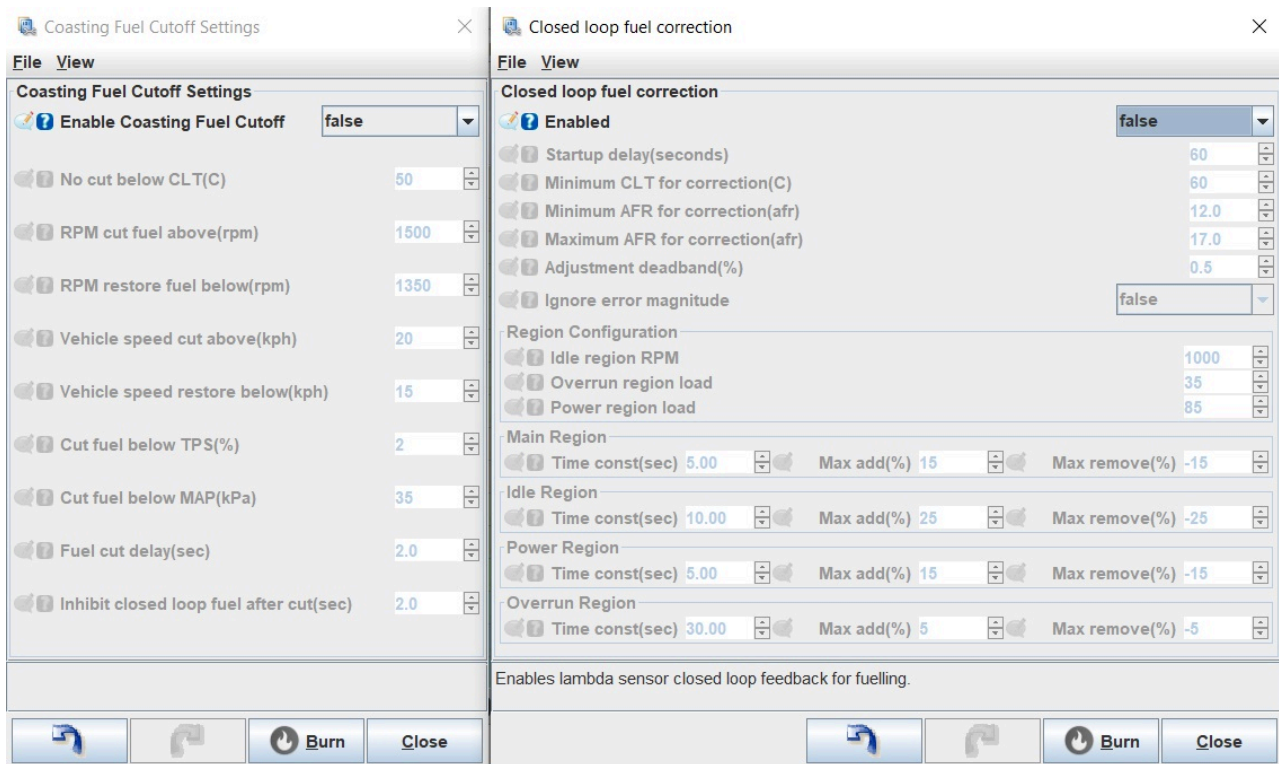 Coasting Fuel Cutoff Settings
File View
Coasting Fuel Cutoff Settings
Enable Coasting Fuel Cutoff false
No cut below CLT(C) 50
RPM cut fuel above(rpm) 1500
RPM restore fuel below(rpm) 1350
Vehicle speed cut above(kph) 20
Vehicle speed restore below(kph) 15
Cut fuel below TPS(%) 2
Cut fuel below MAP(kPa) 35
Fuel cut delay(sec) 2.0
Inhibit closed loop fuel after cut(sec) 2.0
Burn Close
Closed loop fuel correction
File View
Closed loop fuel correction
Enabled false
Startup delay(seconds) 60
Minimum CLT for correction(C) 60
Minimum AFR for correction(afr) 12.0
Maximum AFR for correction(afr) 17.0
Adjustment deadband(%) 0.5
Ignore error magnitude false
Region Configuration
Idle region RPM 1000
Overrun region load 35
Power region load 85
Main Region
Time const(sec) 5.00 Max add(%) 15 Max remove(%) -15
Idle Region
Time const(sec) 10.00 Max add(%) 25 Max remove(%) -25
Power Region
Time const(sec) 5.00 Max add(%) 15 Max remove(%) -15
Overrun Region
Time const(sec) 30.00 Max add(%) 5 Max remove(%) -5
Enables lambda sensor closed loop feedback for fuelling.
Burn Close